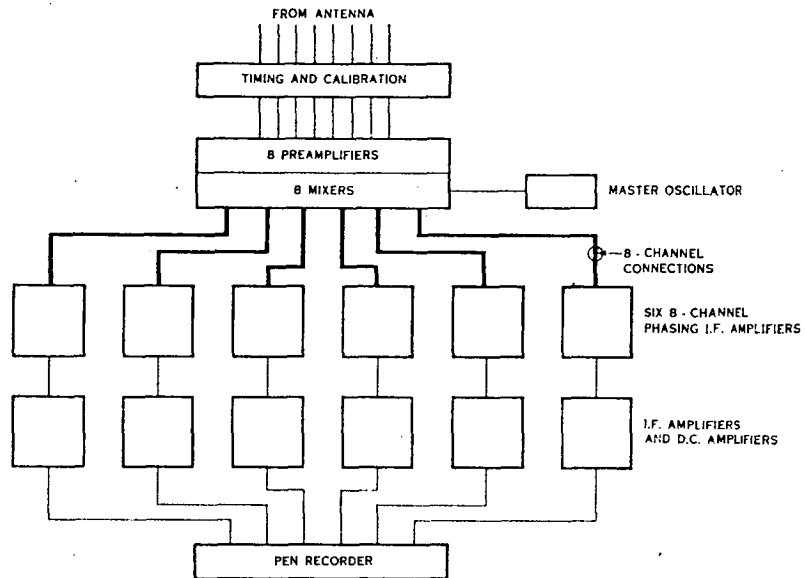 FROM ANTENNA
TIMING AND CALIBRATION
8 PREAMPLIFIERS
8 MIXERS
MASTER OSCILLATOR
8 - CHANNEL
CONNECTIONS
SIX 8 - CHANNEL
PHASING I.F. AMPLIFIERS
I.F. AMPLIFIERS
AND D.C. AMPLIFIERS
PEN RECORDER